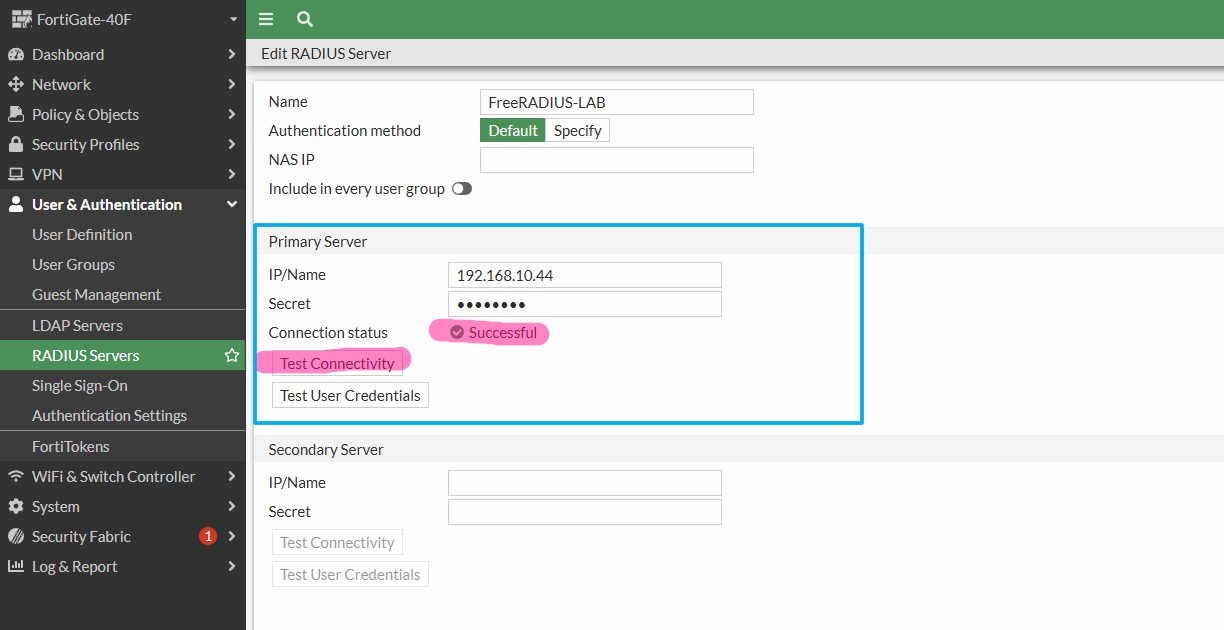 FortiGate-40F
Dashboard
Network
Policy & Objects
Security Profiles
VPN
User & Authentication
User Definition
User Groups
Guest Management
LDAP Servers
RADIUS Servers
Single Sign-On
Authentication Settings
FortiTokens
WiFi & Switch Controller
System
Security Fabric 1
Log & Report
Edit RADIUS Server
Name FreeRADIUS-LAB
Authentication method Default Specify
NAS IP
Include in every user group
Primary Server
IP/Name 192.168.10.44
Secret ●●●●●●●●
Connection status Successful
Test Connectivity
Test User Credentials
Secondary Server
IP/Name
Secret
Test Connectivity
Test User Credentials